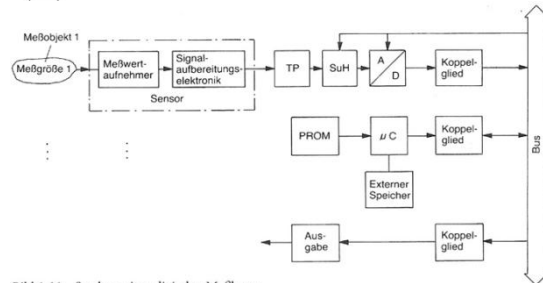 Meßobjekt 1
Meßgröße 1
Meßwert-
aufnehmer
Signal-
aufbereitungs-
elektronik
Sensor
TP
SuH
A
D
Koppel-
glied
PROM
μC
Koppel-
glied
Externer
Speicher
Aus-
gabe
Koppel-
glied
Bus